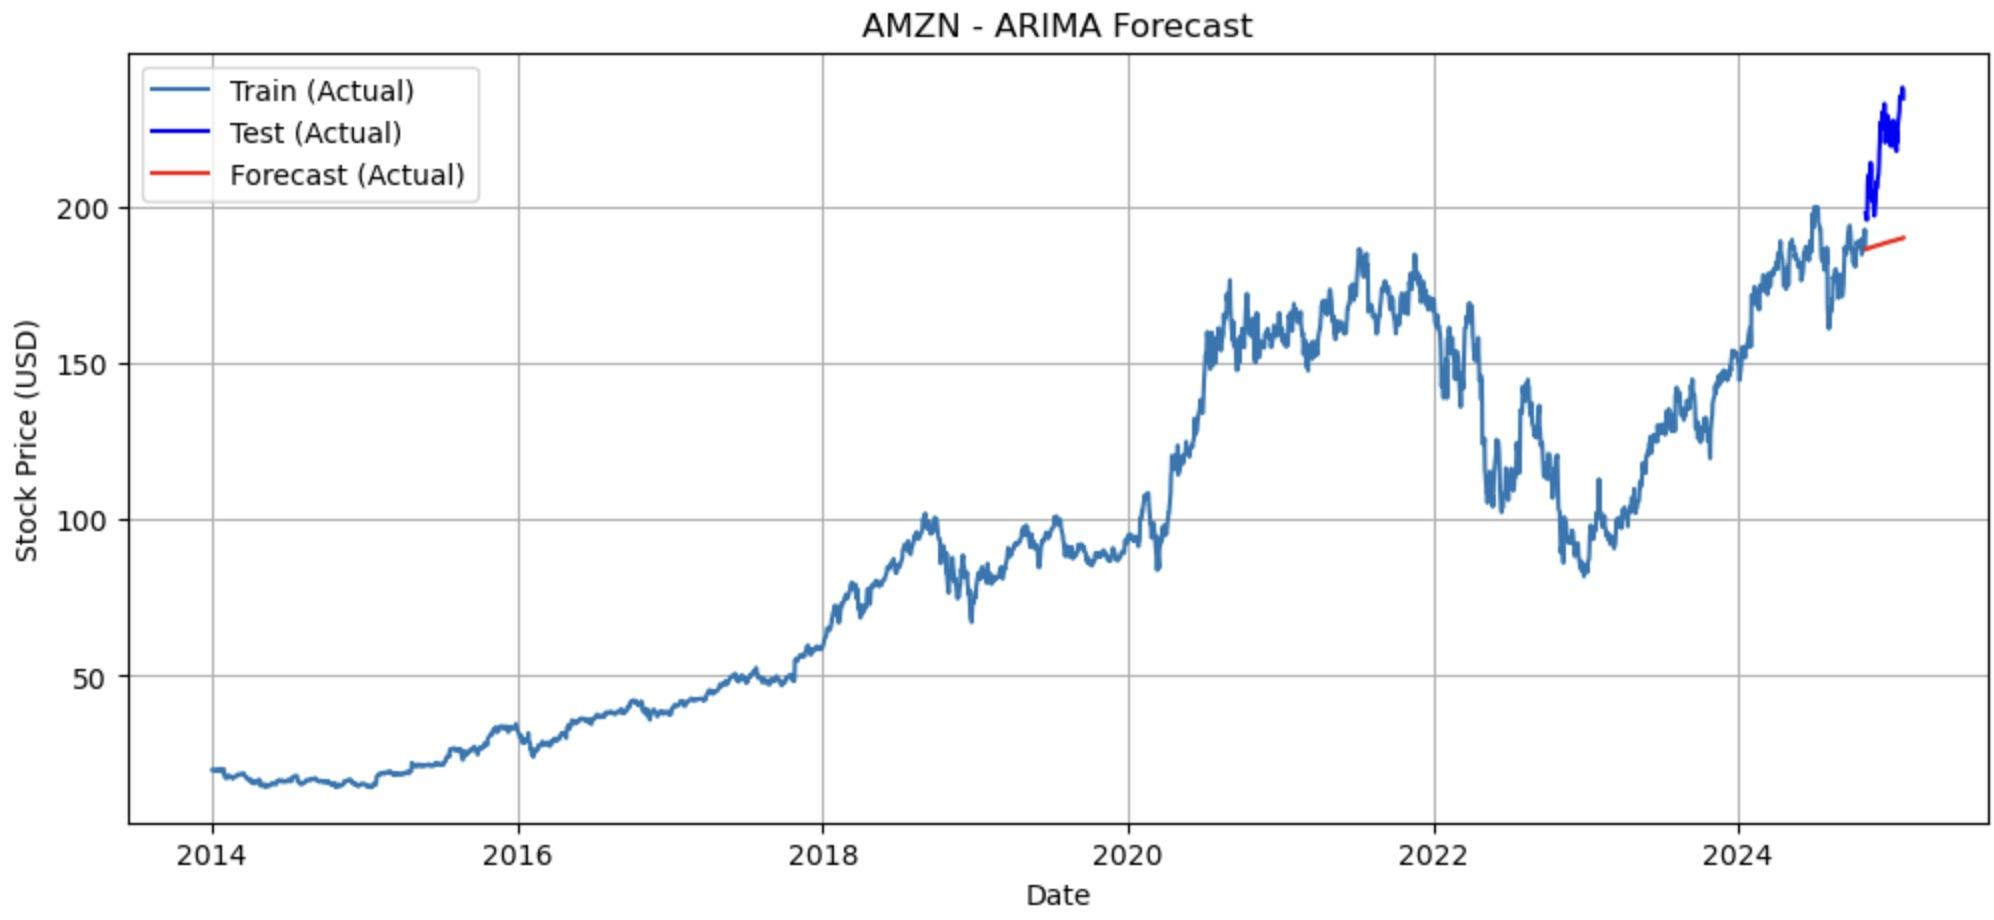 AMZN - ARIMA Forecast
Train (Actual)
Test (Actual)
Forecast (Actual)
Stock Price (USD)
200
150
100
50
2014 2016 2018 2020 2022 2024
Date